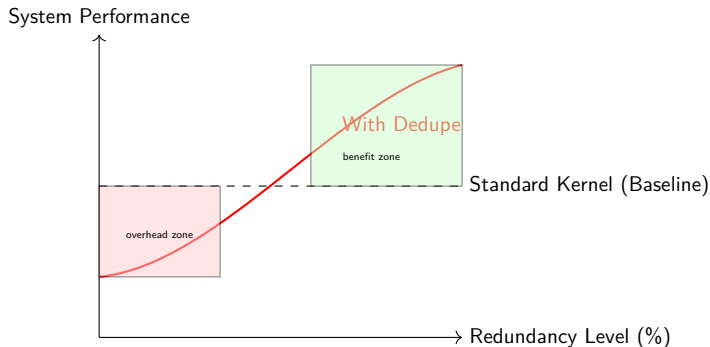 System Performance
With Dedupe
benefit zone
Standard Kernel (Baseline)
overhead zone
Redundancy Level (%)